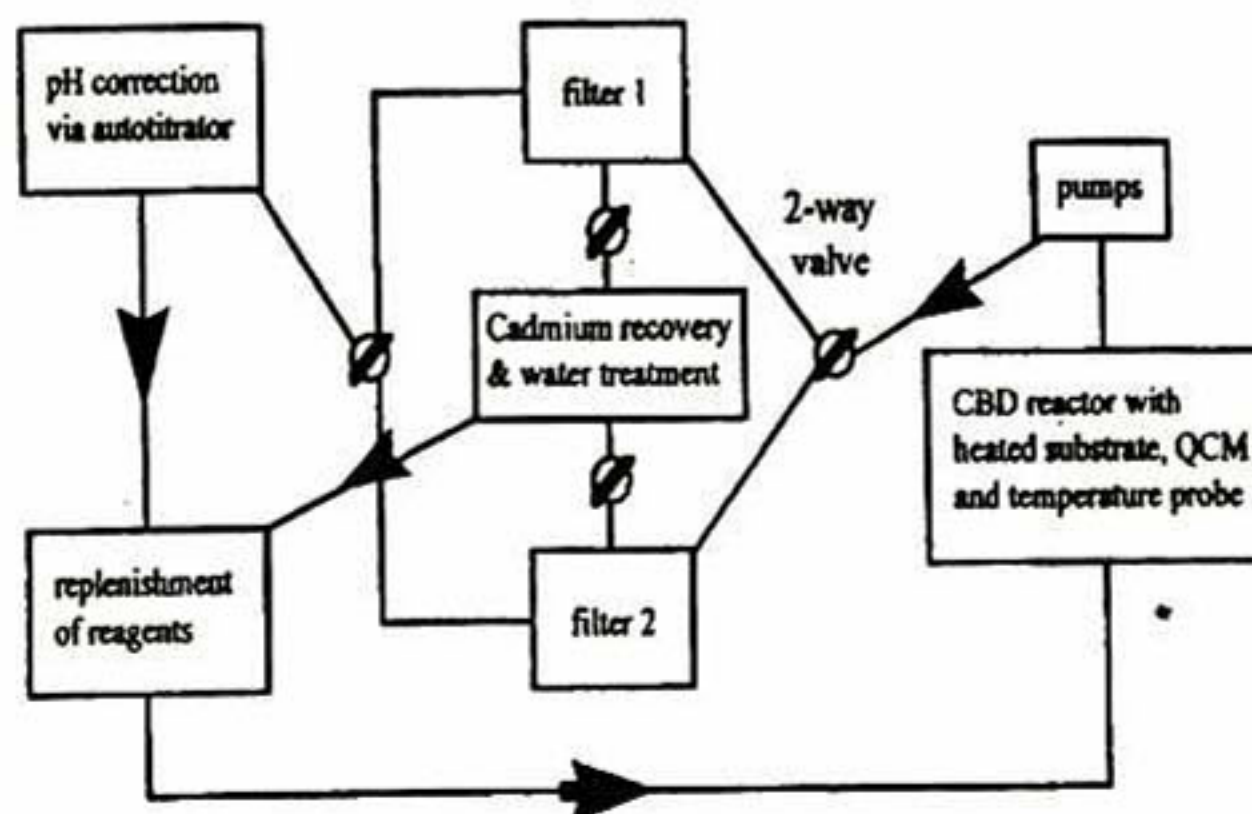 pH correction
via autotitrator
filter 1
2-way
valve
pumps
Cadmium recovery
& water treatment
CBD reactor with
heated substrate, QCM
and temperature probe
replenishment
of reagents
filter 2